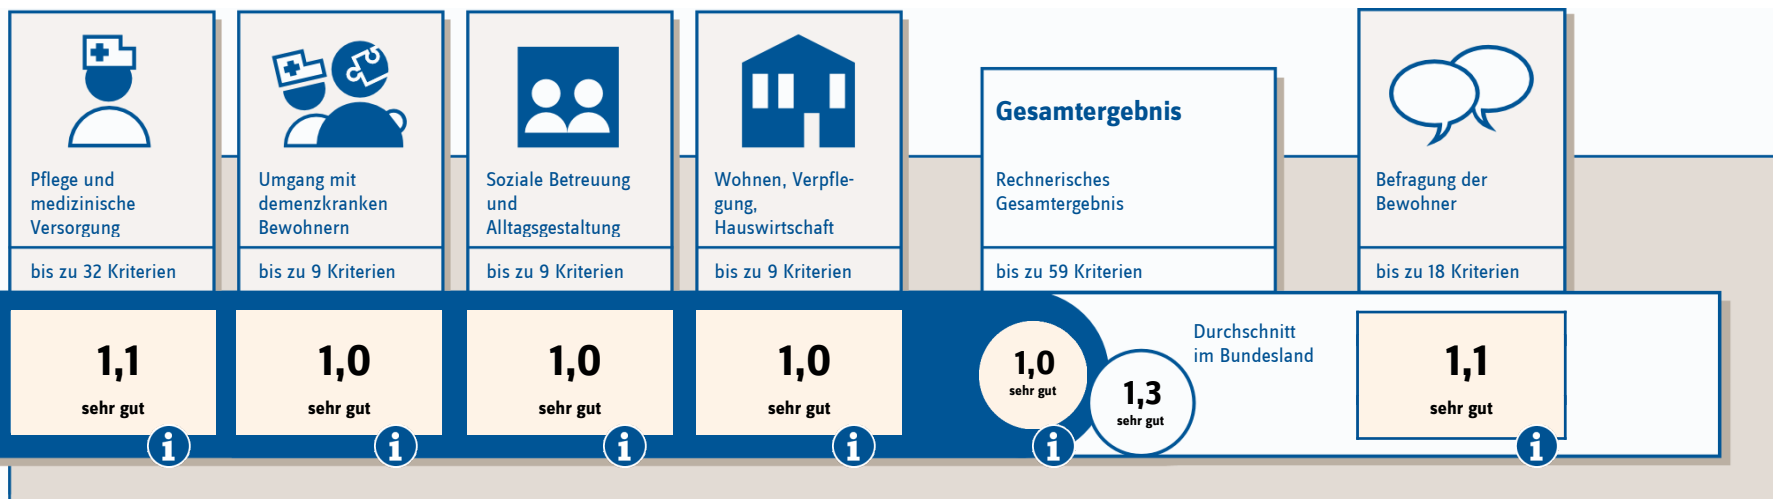 Pflege und
medizinische
Versorgung
bis zu 32 Kriterien
1,1
sehr gut
i
Umgang mit
demenzkranken
Bewohnern
bis zu 9 Kriterien
1,0
sehr gut
i
Soziale Betreuung
und
Alltagsgestaltung
bis zu 9 Kriterien
1,0
sehr gut
i
Wohnen, Verpfle-
gung,
Hauswirtschaft
bis zu 9 Kriterien
1,0
sehr gut
i
Gesamtergebnis
Rechnerisches
Gesamtergebnis
bis zu 59 Kriterien
1,0
sehr gut
i
Durchschnitt
im Bundesland
1,3
sehr gut
Befragung der
Bewohner
bis zu 18 Kriterien
1,1
sehr gut
i